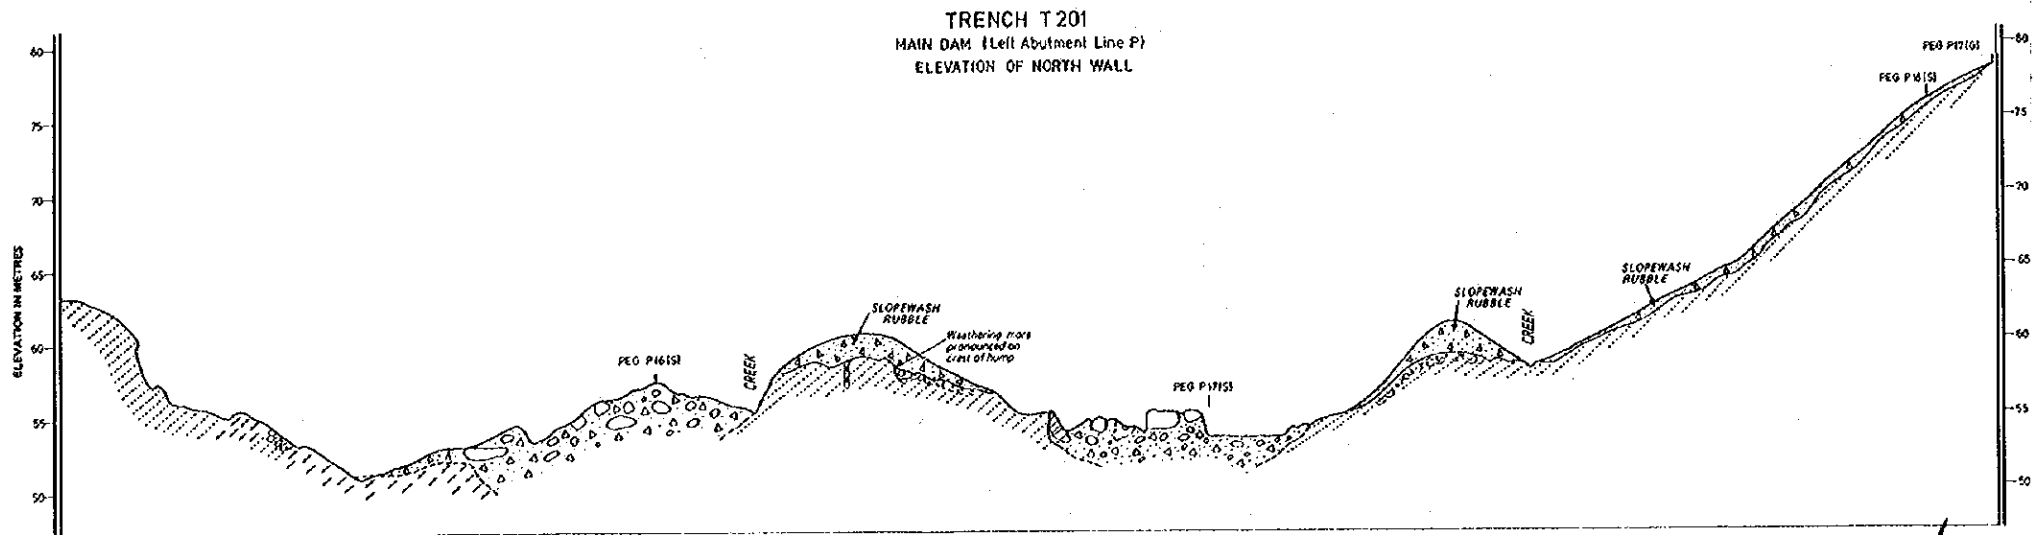 TRENCH T 201
MAIN DAM (Left Abutment Line P)
ELEVATION OF NORTH WALL
ELEVATION IN METRES
80
75
70
65
60
55
50
PEG P16(S)
CREEK
SLOPEWASH
RUBBLE
Weathering more
pronounced on
crest of hump
PEG P17(S)
SLOPEWASH
RUBBLE
CREEK
SLOPEWASH
RUBBLE
PEG P18(S)
PEG P17(G)
80
75
70
65
60
55
50